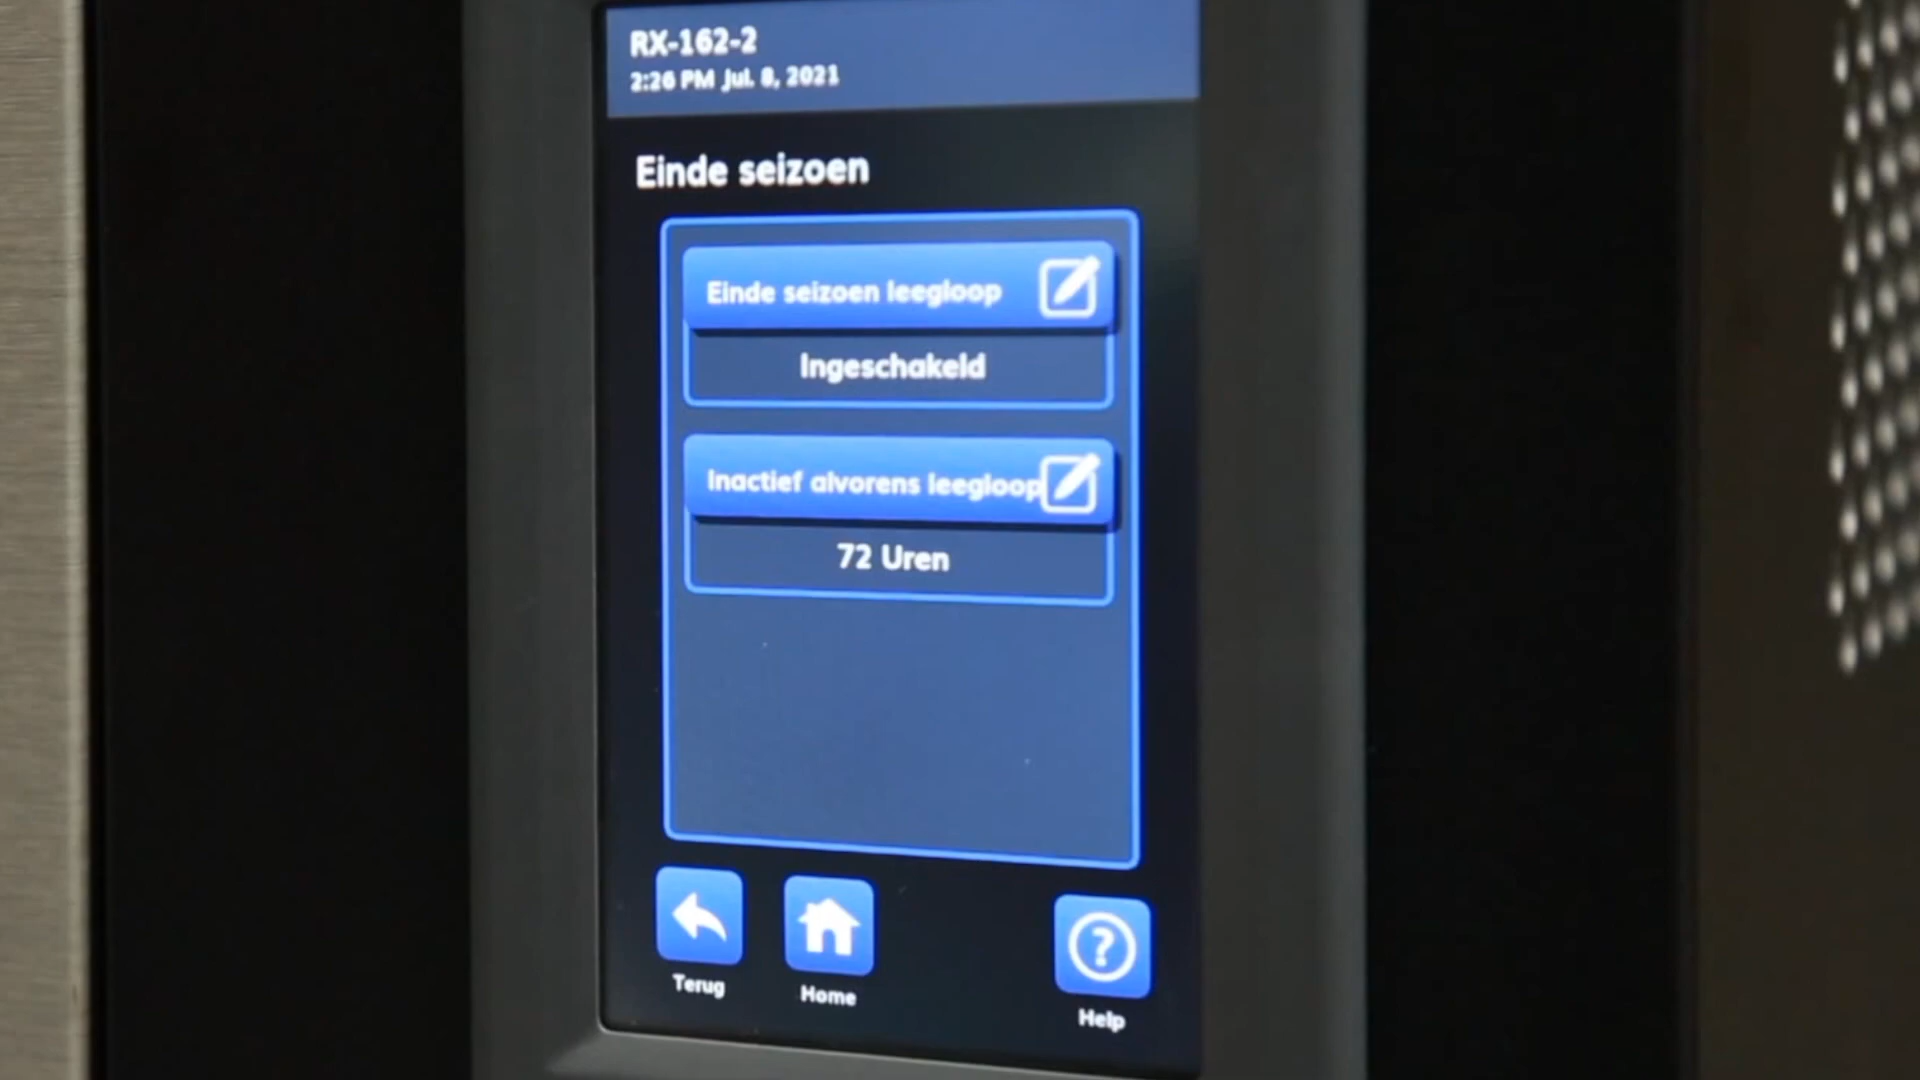 RX-162-2
2:26 PM Jul. 8, 2021
Einde seizoen
Einde seizoen leegloop
Ingeschakeld
Inactief alvorens leegloop
72 Uren
Terug
Home
Help